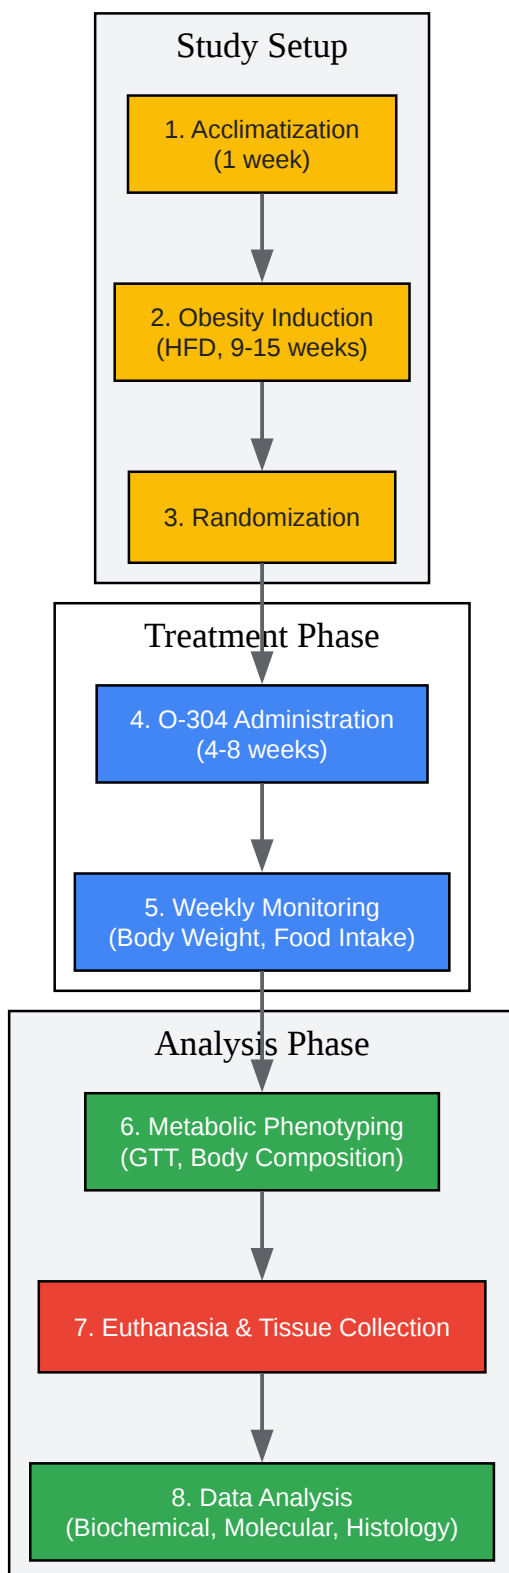 Study Setup
1. Acclimatization
(1 week)
2. Obesity Induction
(HFD, 9-15 weeks)
3. Randomization
Treatment Phase
4. O-304 Administration
(4-8 weeks)
5. Weekly Monitoring
(Body Weight, Food Intake)
Analysis Phase
6. Metabolic Phenotyping
(GTT, Body Composition)
7. Euthanasia & Tissue Collection
8. Data Analysis
(Biochemical, Molecular, Histology)